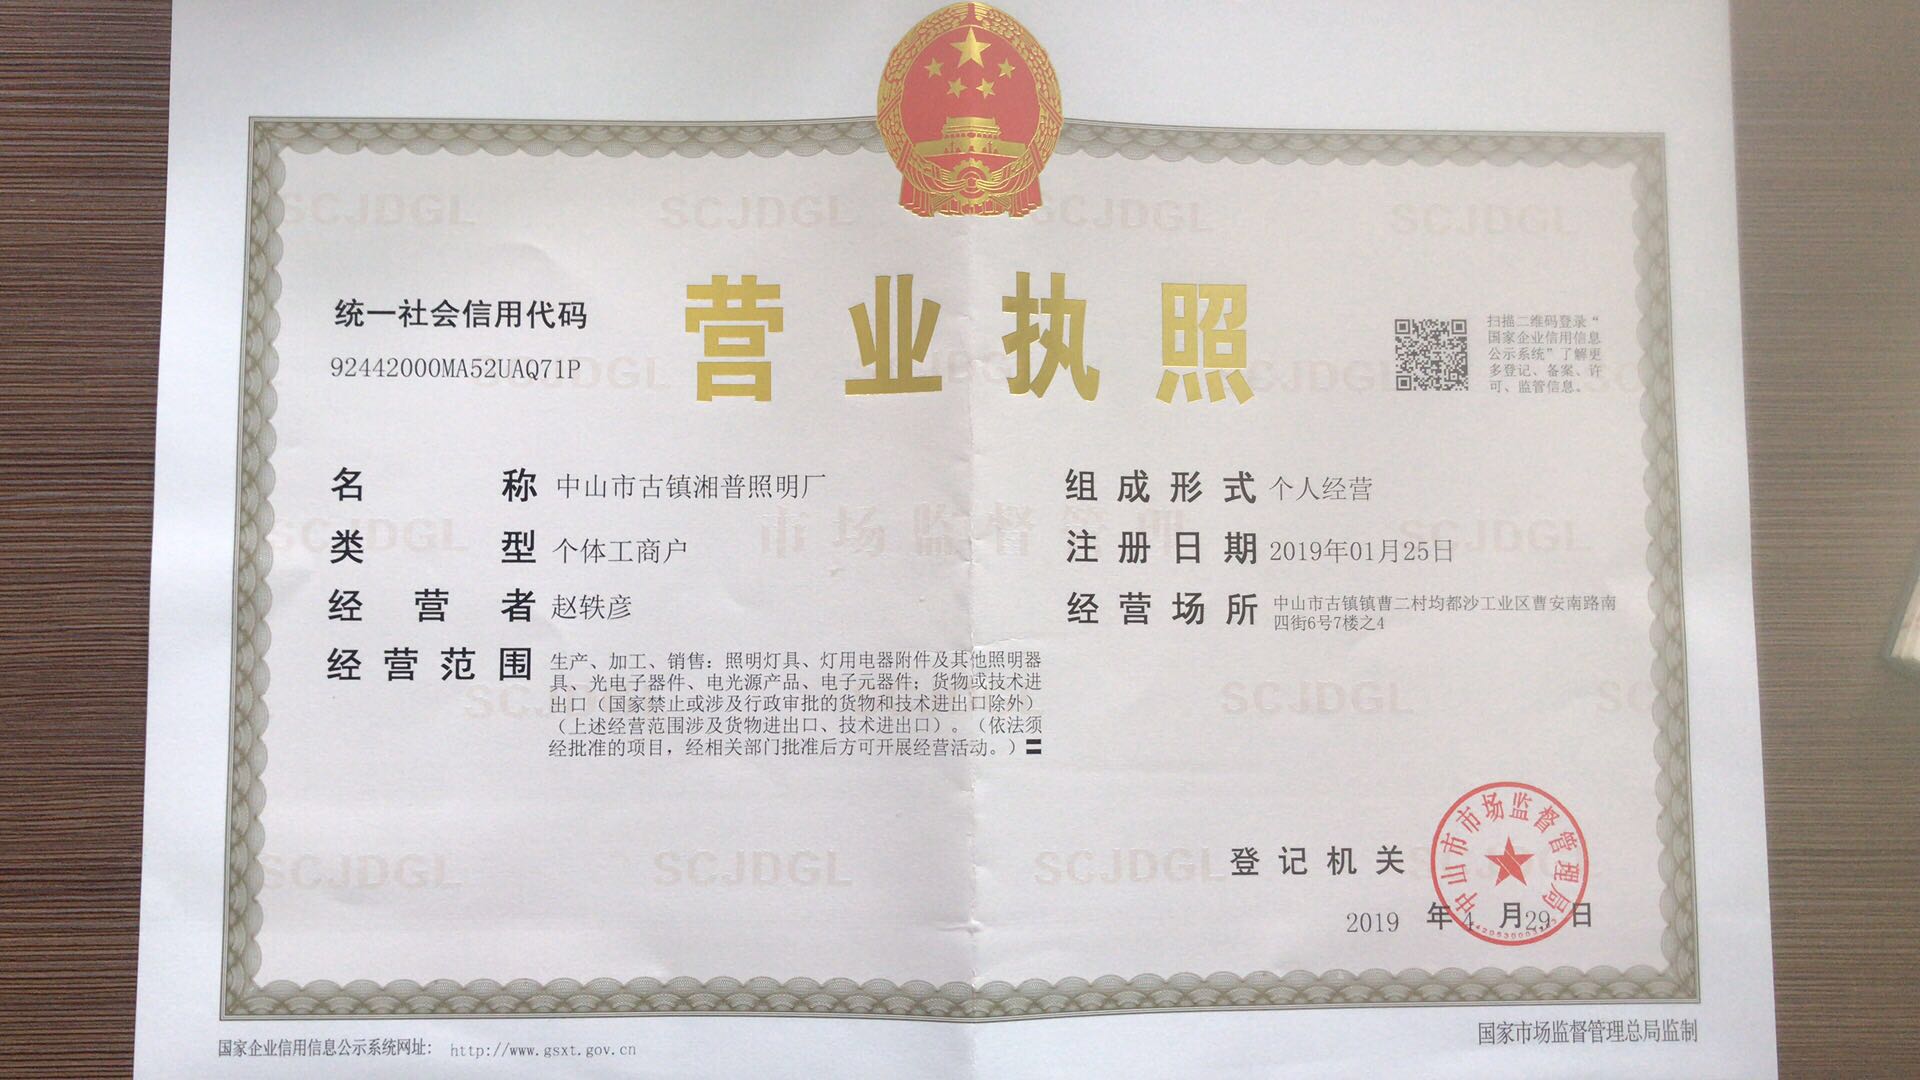 营业执照
统一社会信用代码
92442000MA52UAQ71P
扫描二维码登录“
国家企业信用信息
公示系统”了解更
多登记、备案、许
可、监管信息。
名称 中山市古镇湘普照明厂
类型 个体工商户
经营者 赵轶彦
经营范围 生产、加工、销售：照明灯具、灯用电器附件及其他照明器
具、光电子器件、电光源产品、电子元器件；货物或技术进
出口（国家禁止或涉及行政审批的货物和技术进出口除外）
（上述经营范围涉及货物进出口、技术进出口）。（依法须
经批准的项目，经相关部门批准后方可开展经营活动。）〓
组成形式 个人经营
注册日期 2019年01月25日
经营场所 中山市古镇镇曹二村均都沙工业区曹安南路南
四街6号7楼之4
登记机关
中山市市场监督管理局
2019 年 4 月 29 日
国家企业信用信息公示系统网址： http://www.gsxt.gov.cn
国家市场监督管理总局监制
SCJDGL
市场监督管理